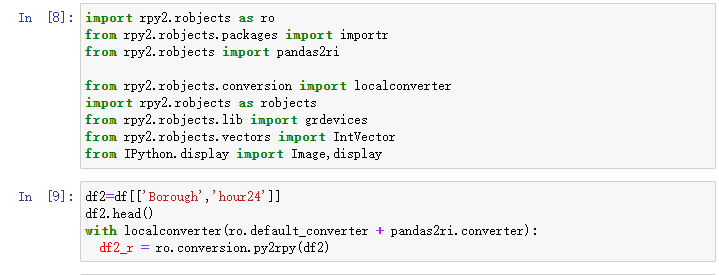 In [8]:
import rpy2.robjects as ro
from rpy2.robjects.packages import importr
from rpy2.robjects import pandas2ri
from rpy2.robjects.conversion import localconverter
import rpy2.robjects as robjects
from rpy2.robjects.lib import grdevices
from rpy2.robjects.vectors import IntVector
from IPython.display import Image,display
In [9]:
df2=df[['Borough','hour24']]
df2.head()
with localconverter(ro.default_converter + pandas2ri.converter):
  df2_r = ro.conversion.py2rpy(df2)